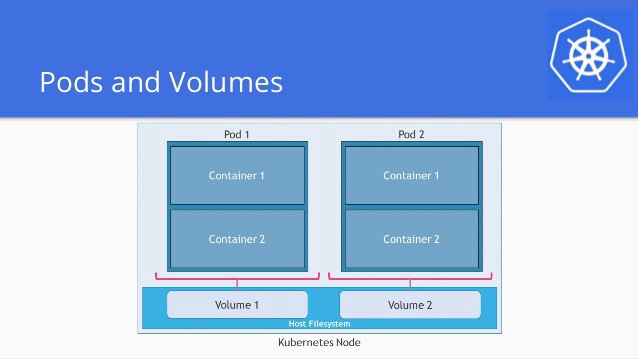 Pods and Volumes
Pod 1
Pod 2
Container 1
Container 1
Container 2
Container 2
Volume 1
Volume 2
Host Filesystem
Kubernetes Node